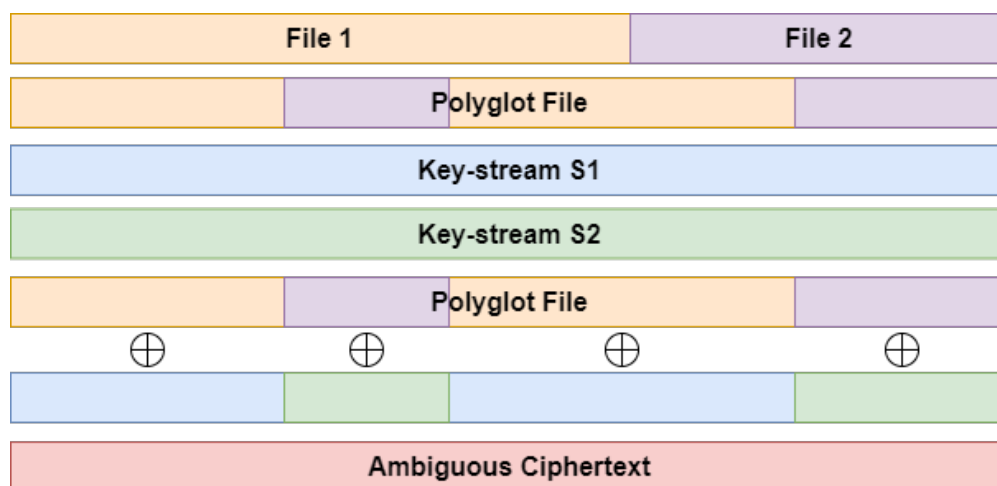 File 1 File 2
Polyglot File
Key-stream S1
Key-stream S2
Polyglot File
Ambiguous Ciphertext